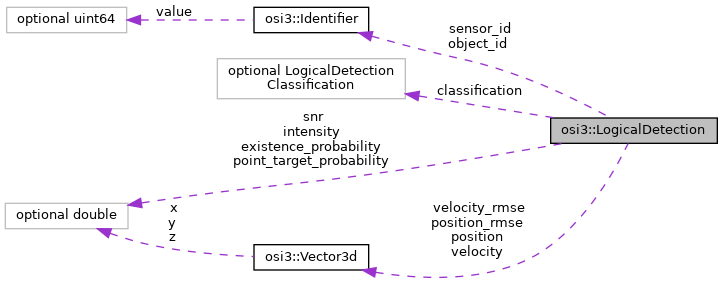 optional uint64
value
osi3::Identifier
sensor_id
object_id
optional LogicalDetection
Classification
classification
osi3::LogicalDetection
snr
intensity
existence_probability
point_target_probability
optional double
x
y
z
osi3::Vector3d
velocity_rmse
position_rmse
position
velocity